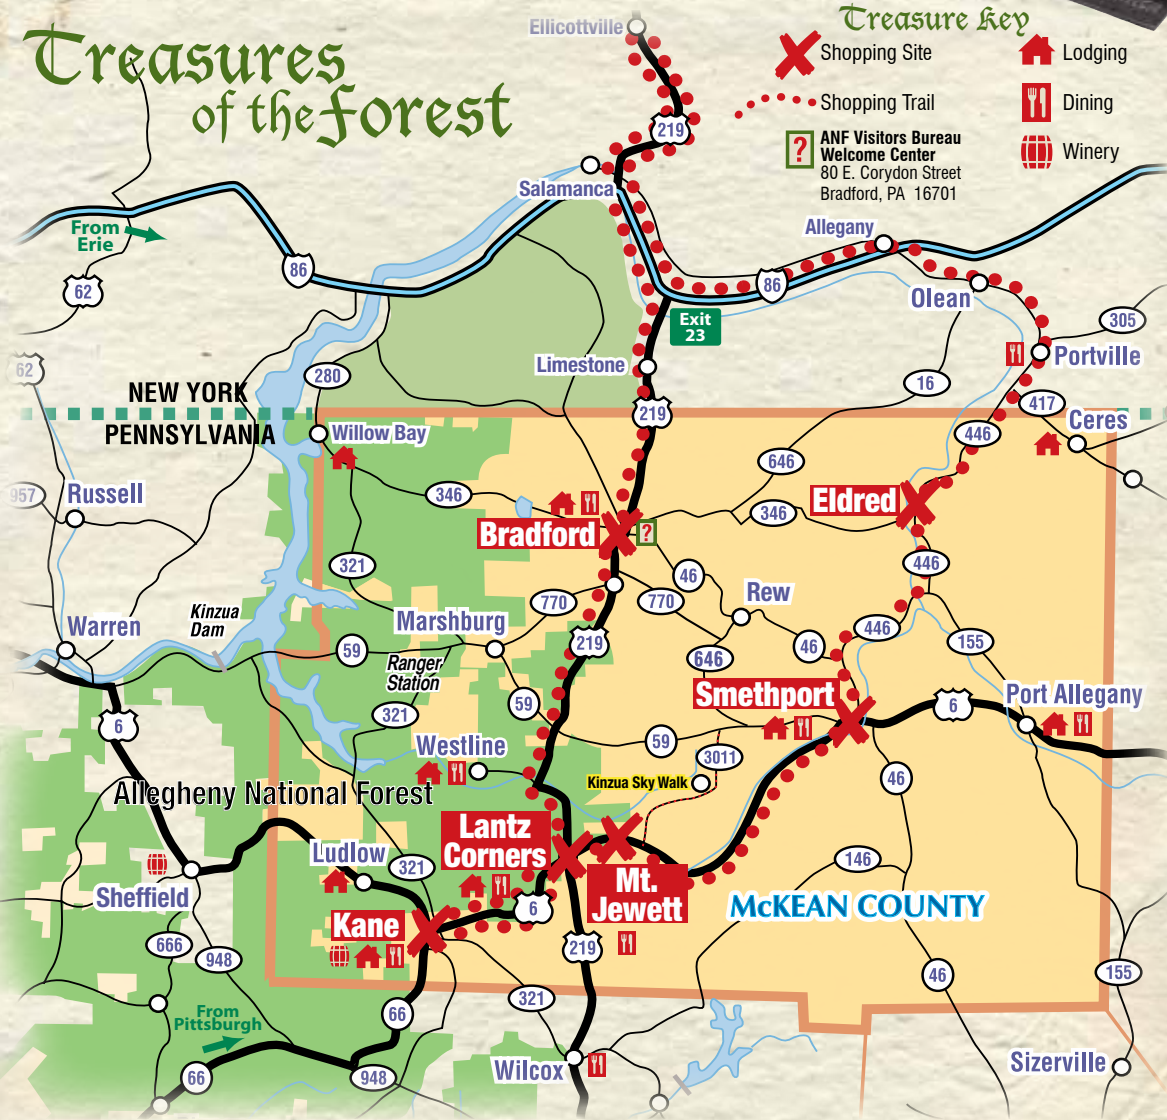 Treasures
of the Forest
Treasure Key
Shopping Site
Lodging
Shopping Trail
Dining
?
ANF Visitors Bureau
Welcome Center
80 E. Corydon Street
Bradford, PA 16701
Winery
Ellicottville
219
Salamanca
From
Erie
Allegany
86
62
86
Olean
Exit
23
305
62
Limestone
Portville
280
16
NEW YORK
PENNSYLVANIA
219
417
Ceres
Willow Bay
446
646
957
Russell
346
Eldred
346
Bradford
?
321
446
46
Rew
770
770
Kinzua
Dam
Warren
Marshburg
219
446
155
59
46
646
Ranger
Station
Smethport
Port Allegany
321
59
6
6
59
Westline
3011
46
Kinzua Sky Walk
Allegheny National Forest
Lantz
Corners
Ludlow
321
146
Sheffield
Mt.
Jewett
McKEAN COUNTY
Kane
6
666
948
219
46
155
321
66
From
Pittsburgh
Wilcox
Sizerville
66
948